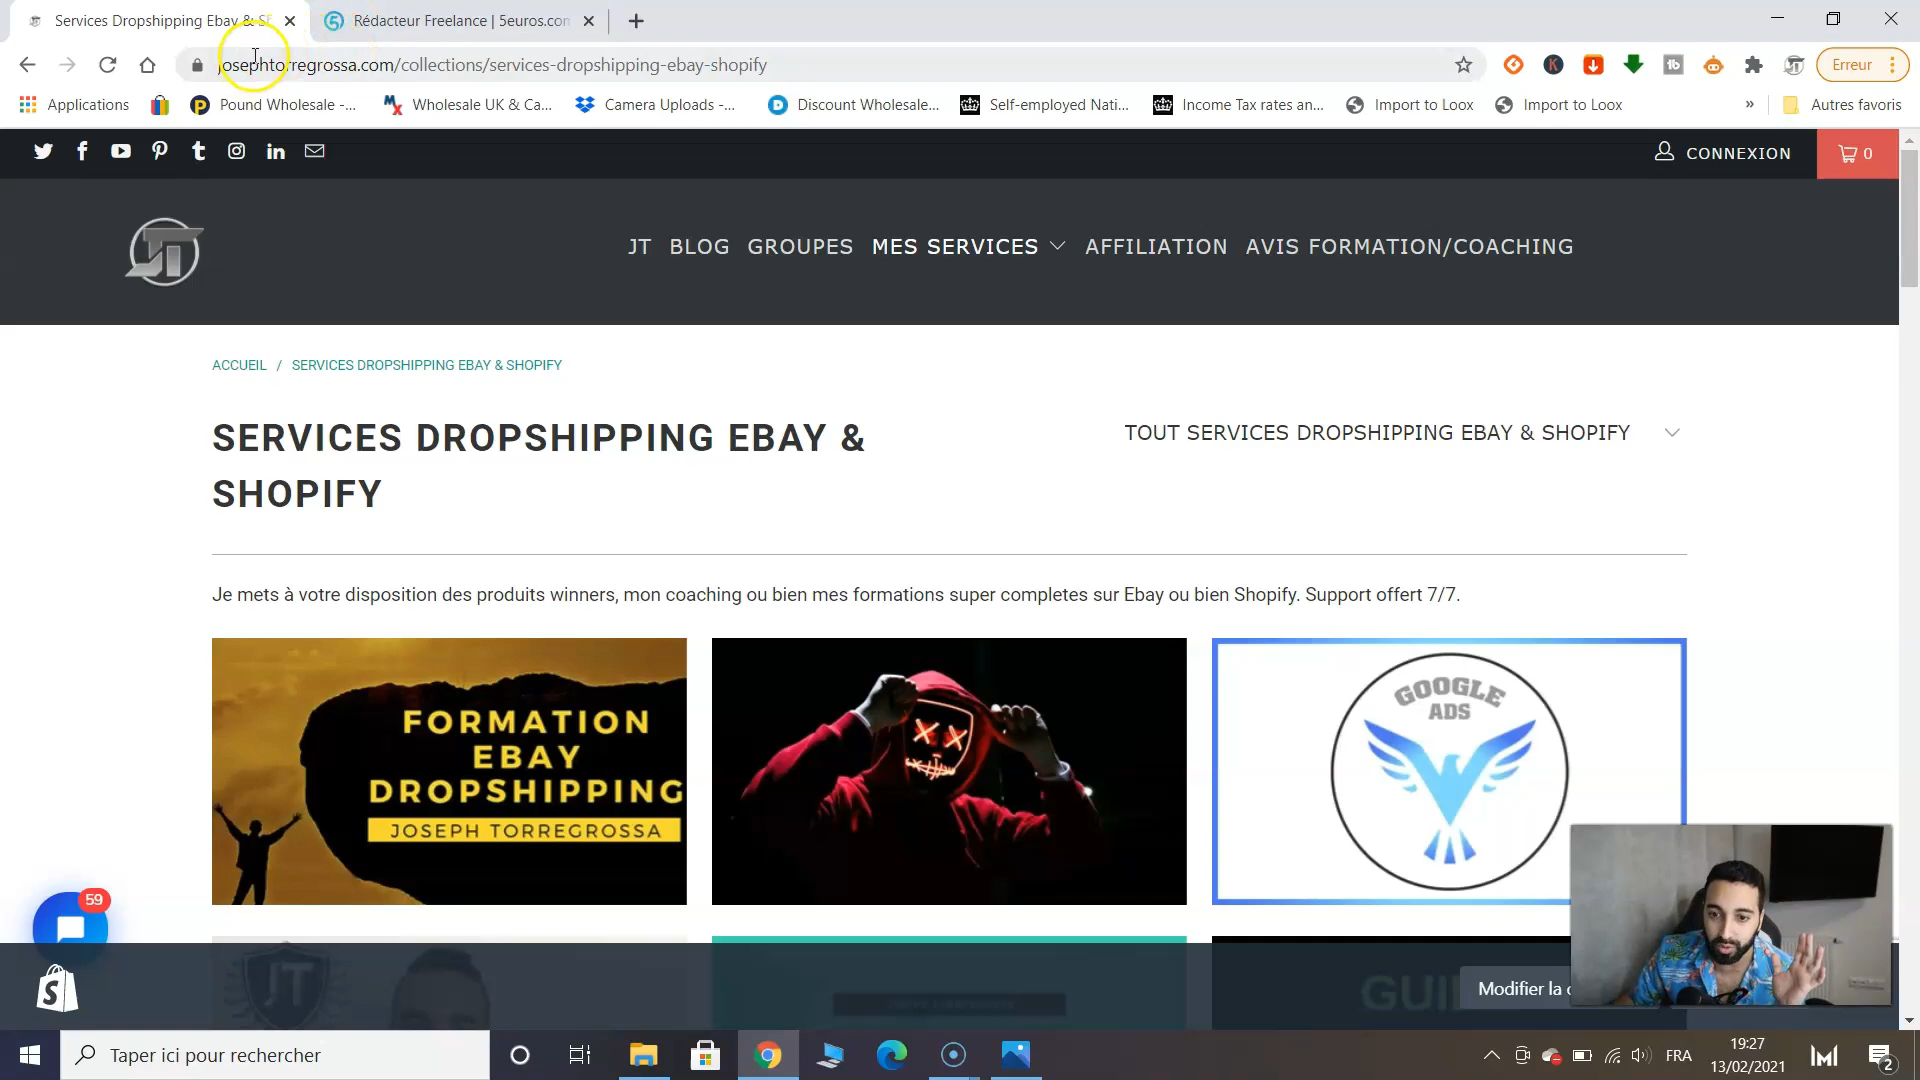 Services Dropshipping Ebay & SF
Rédacteur Freelance | 5euros.com
josephtorregrossa.com/collections/services-dropshipping-ebay-shopify
Erreur
Applications
Pound Wholesale -...
Wholesale UK & Ca...
Camera Uploads -...
Discount Wholesale...
Self-employed Nati...
Income Tax rates an...
Import to Loox
Import to Loox
»
Autres favoris
CONNEXION
0
JT
BLOG
GROUPES
MES SERVICES
AFFILIATION
AVIS FORMATION/COACHING
ACCUEIL / SERVICES DROPSHIPPING EBAY & SHOPIFY
SERVICES DROPSHIPPING EBAY &
SHOPIFY
TOUT SERVICES DROPSHIPPING EBAY & SHOPIFY
Je mets à votre disposition des produits winners, mon coaching ou bien mes formations super completes sur Ebay ou bien Shopify. Support offert 7/7.
FORMATION
EBAY
DROPSHIPPING
JOSEPH TORREGROSSA
GOOGLE
ADS
59
JT
GUI
Modifier la
Taper ici pour rechercher
FRA
19:27
13/02/2021
2